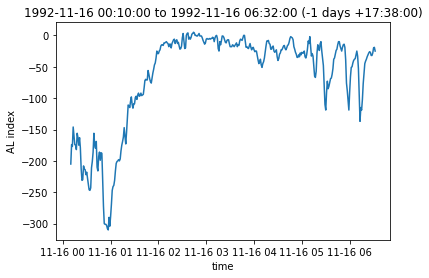 1992-11-16 00:10:00 to 1992-11-16 06:32:00 (-1 days +17:38:00)
0
−50
−100
−150
−200
−250
−300
AL index
11-16 00 11-16 01 11-16 02 11-16 03 11-16 04 11-16 05 11-16 06
time